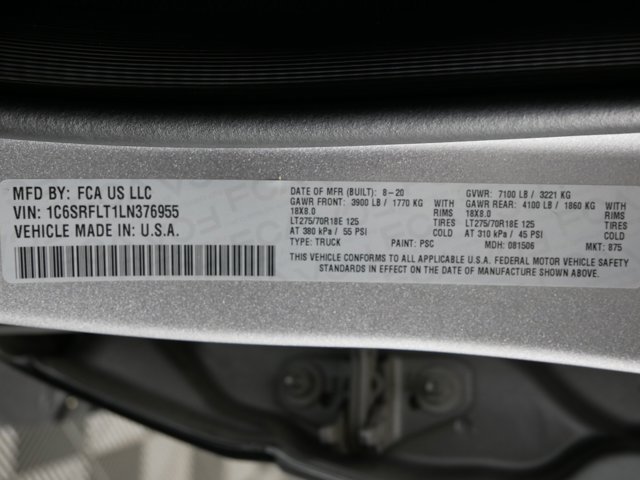 MFD BY: FCA US LLC
VIN: 1C6SRFLT1LN376955
VEHICLE MADE IN: U.S.A.
DATE OF MFR (BUILT): 8-20 GVWR: 7100 LB / 3221 KG
GAWR FRONT: 3900 LB / 1770 KG WITH GAWR REAR: 4100 LB / 1860 KG WITH
18X8.0 RIMS 18X8.0 RIMS
LT275/70R18E 125 TIRES LT275/70R18E 125 TIRES
AT 380 kPa / 55 PSI COLD AT 310 kPa / 45 PSI COLD
TYPE: TRUCK PAINT: PSC MDH: 081506 MKT: 875
THIS VEHICLE CONFORMS TO ALL APPLICABLE U.S.A. FEDERAL MOTOR VEHICLE SAFETY
STANDARDS IN EFFECT ON THE DATE OF MANUFACTURE SHOWN ABOVE.